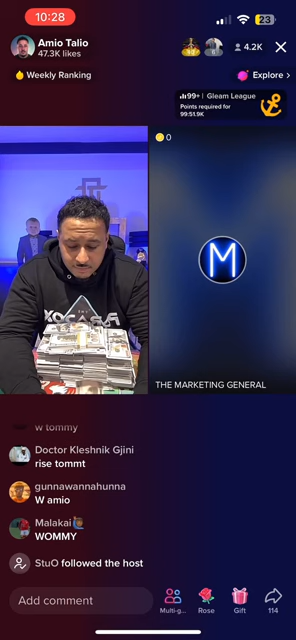 10:28
23
Amio Talio
47.3K likes
4.2K
Weekly Ranking
Explore >
99+ | Gleam League
Points required for
99:51.9K
0
M
THE MARKETING GENERAL
w tommy
Doctor Kleshnik Gjini
rise tommt
gunnawannahunna
W amio
Malakai
WOMMY
StuO followed the host
Add comment
Multi-g...
Rose
Gift
114